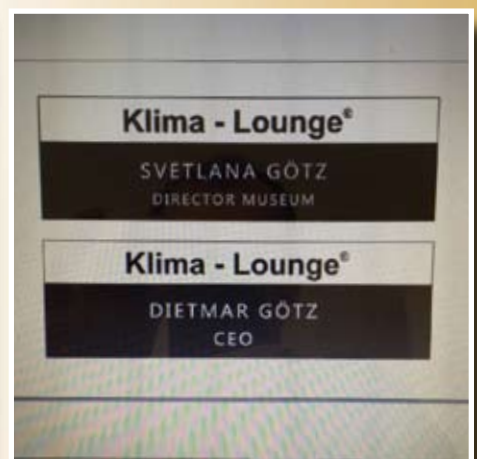 Klima - Lounge®
SVETLANA GÖTZ
DIRECTOR MUSEUM
Klima - Lounge®
DIETMAR GÖTZ
CEO